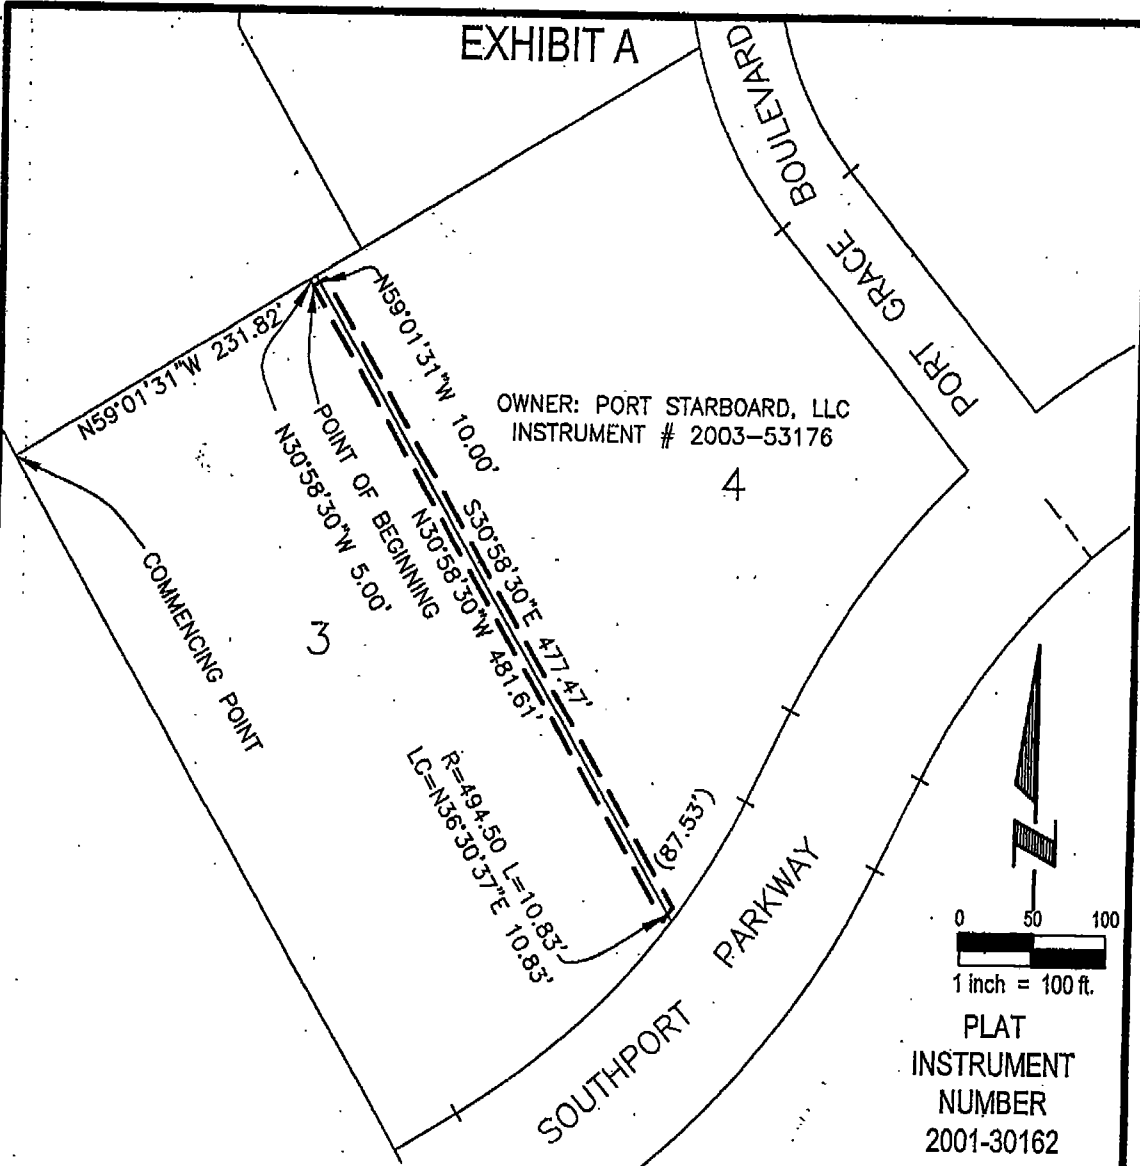 EXHIBIT A
PORT GRACE BOULEVARD
N59°01'31"W 231.82'
N59°01'31"W 10.00'
OWNER: PORT STARBOARD, LLC
INSTRUMENT # 2003-53176
4
POINT OF BEGINNING
N30°58'30"W 5.00'
S30°58'30"E 477.47'
N30°58'30"W 481.61'
COMMENCING POINT
3
R=494.50 L=10.83'
LC=N36°30'37"E 10.83'
(87.53')
SOUTHPORT PARKWAY
N
0 50 100
1 inch = 100 ft.
PLAT
INSTRUMENT
NUMBER
2001-30162